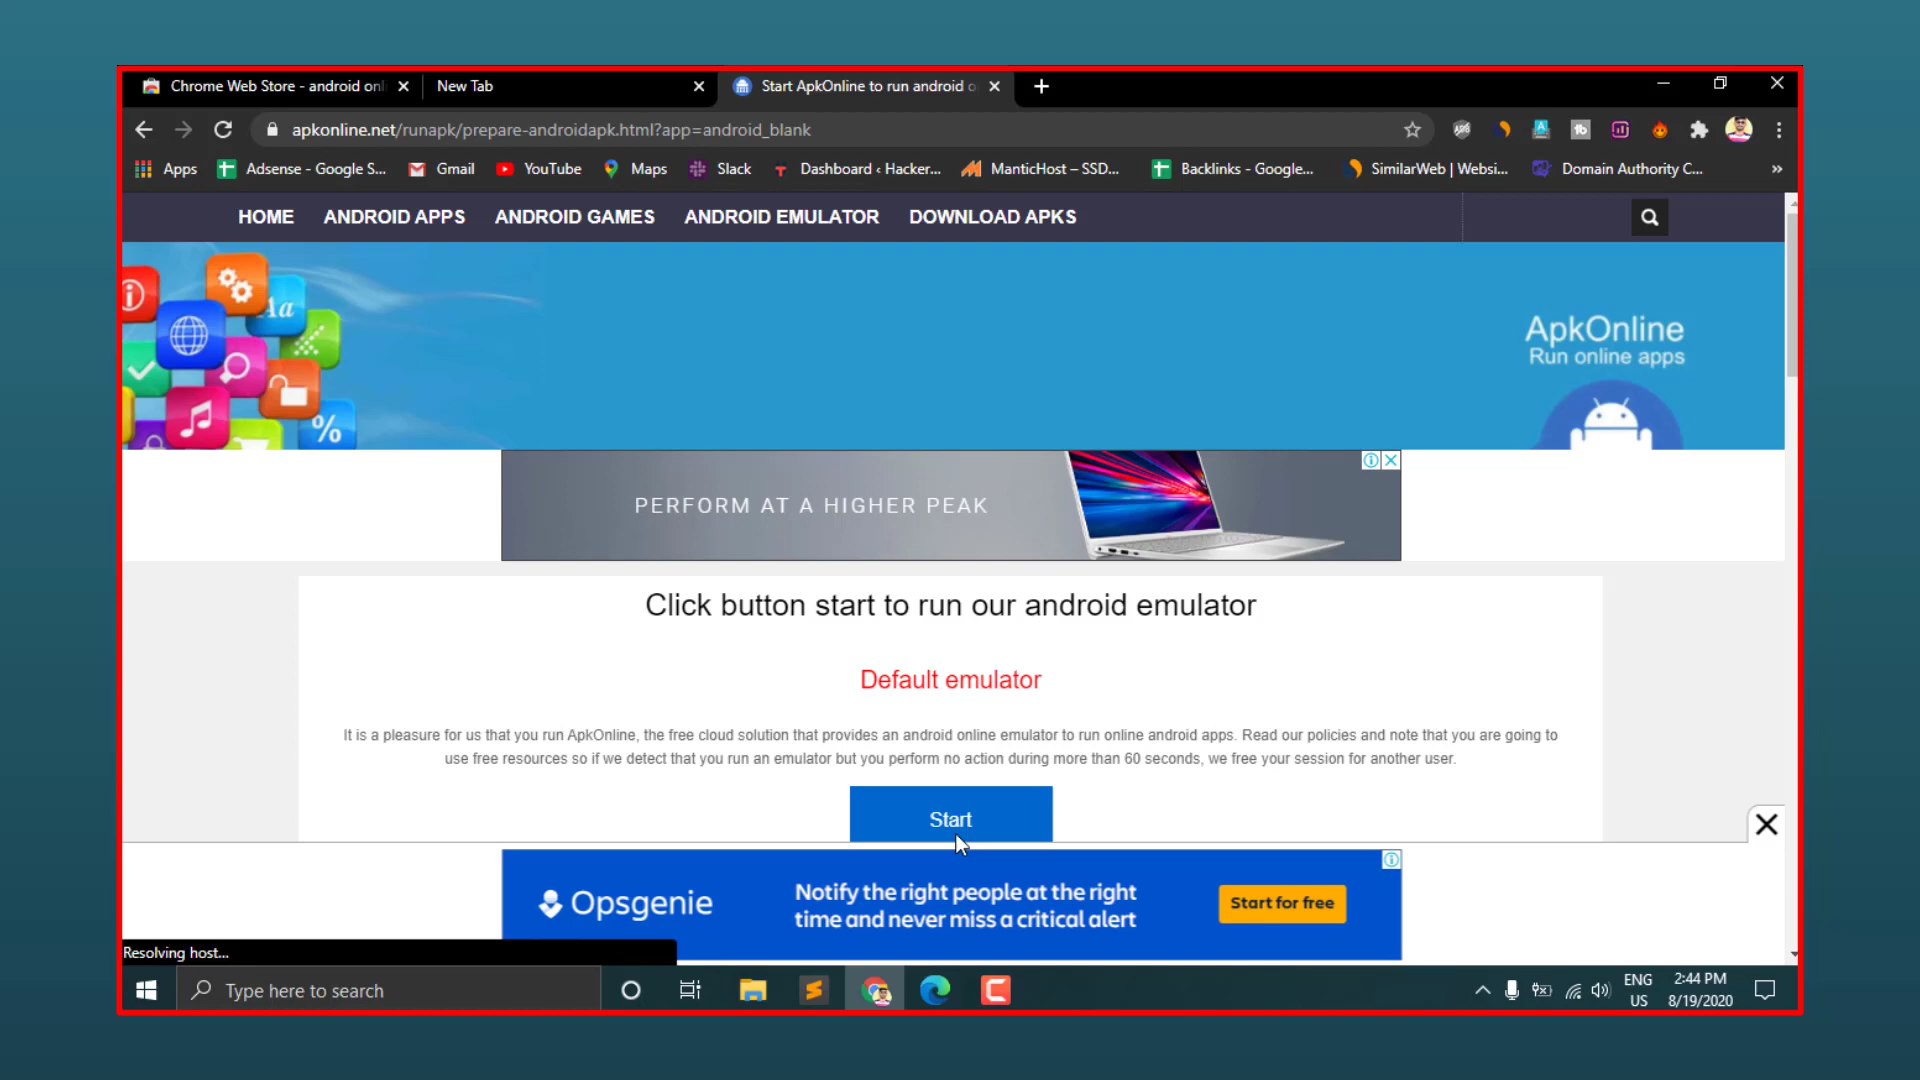 Chrome Web Store - android onl
New Tab
Start ApkOnline to run android o
apkonline.net/runapk/prepare-androidapk.html?app=android_blank
Apps
Adsense - Google S...
Gmail
YouTube
Maps
Slack
Dashboard ‹ Hacker...
ManticHost – SSD...
Backlinks - Google...
SimilarWeb | Websi...
Domain Authority C...
»
HOME
ANDROID APPS
ANDROID GAMES
ANDROID EMULATOR
DOWNLOAD APKS
Aa
%
ApkOnline
Run online apps
PERFORM AT A HIGHER PEAK
Click button start to run our android emulator
Default emulator
It is a pleasure for us that you run ApkOnline, the free cloud solution that provides an android online emulator to run online android apps. Read our policies and note that you are going to
use free resources so if we detect that you run an emulator but you perform no action during more than 60 seconds, we free your session for another user.
Start
Opsgenie
Notify the right people at the right
time and never miss a critical alert
Start for free
Resolving host...
Type here to search
ENG
US
2:44 PM
8/19/2020